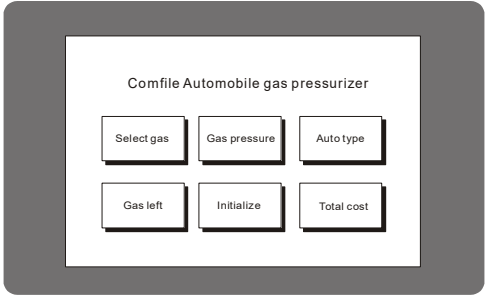 Comfile Automobile gas pressurizer
Select gas Gas pressure Auto type
Gas left Initialize Total cost